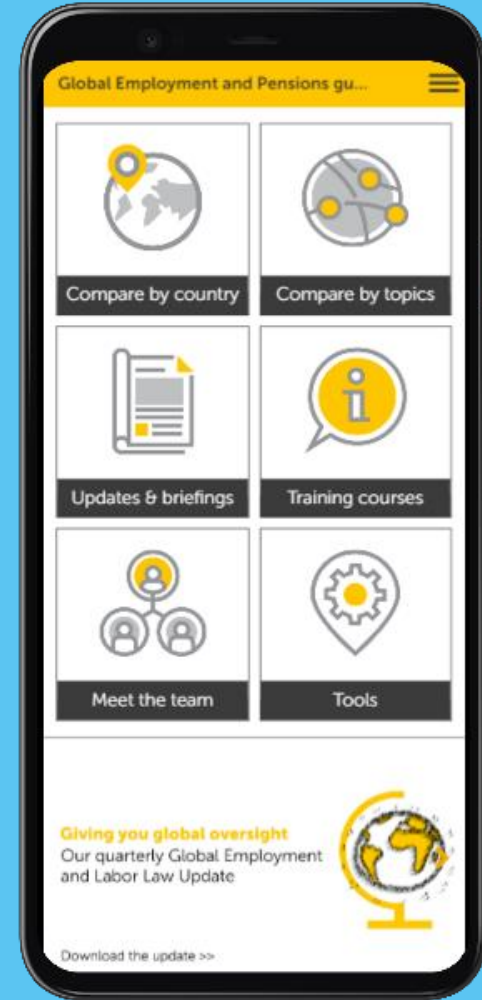 Global Employment and Pensions gu...
Compare by country
Compare by topics
Updates & briefings
Training courses
Meet the team
Tools
Giving you global oversight
Our quarterly Global Employment
and Labor Law Update
Download the update >>